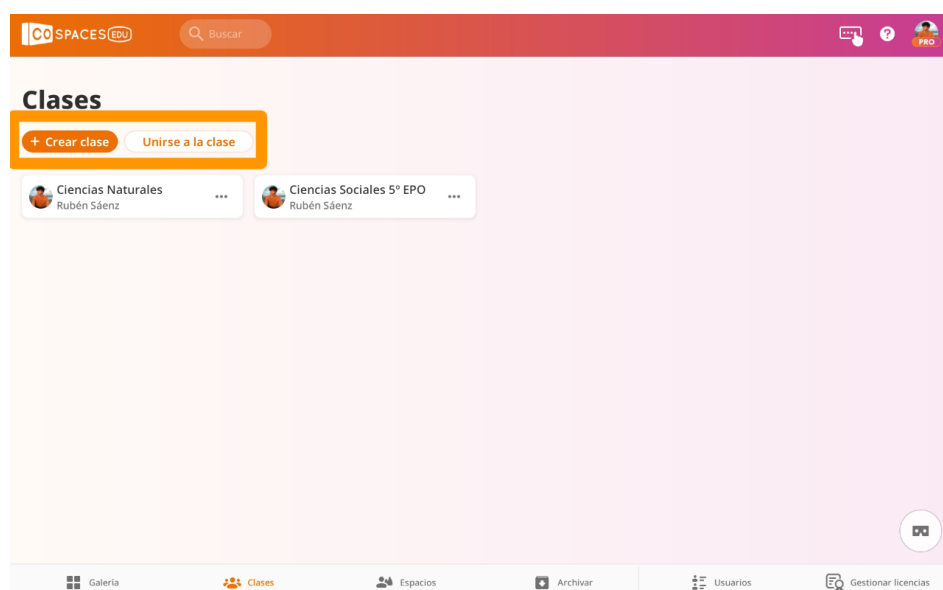 CO SPACES EDU
Buscar
PRO
Clases
+ Crear clase
Unirse a la clase
Ciencias Naturales
Rubén Sáenz
Ciencias Sociales 5º EPO
Rubén Sáenz
Galería
Clases
Espacios
Archivar
Usuarios
Gestionar licencias